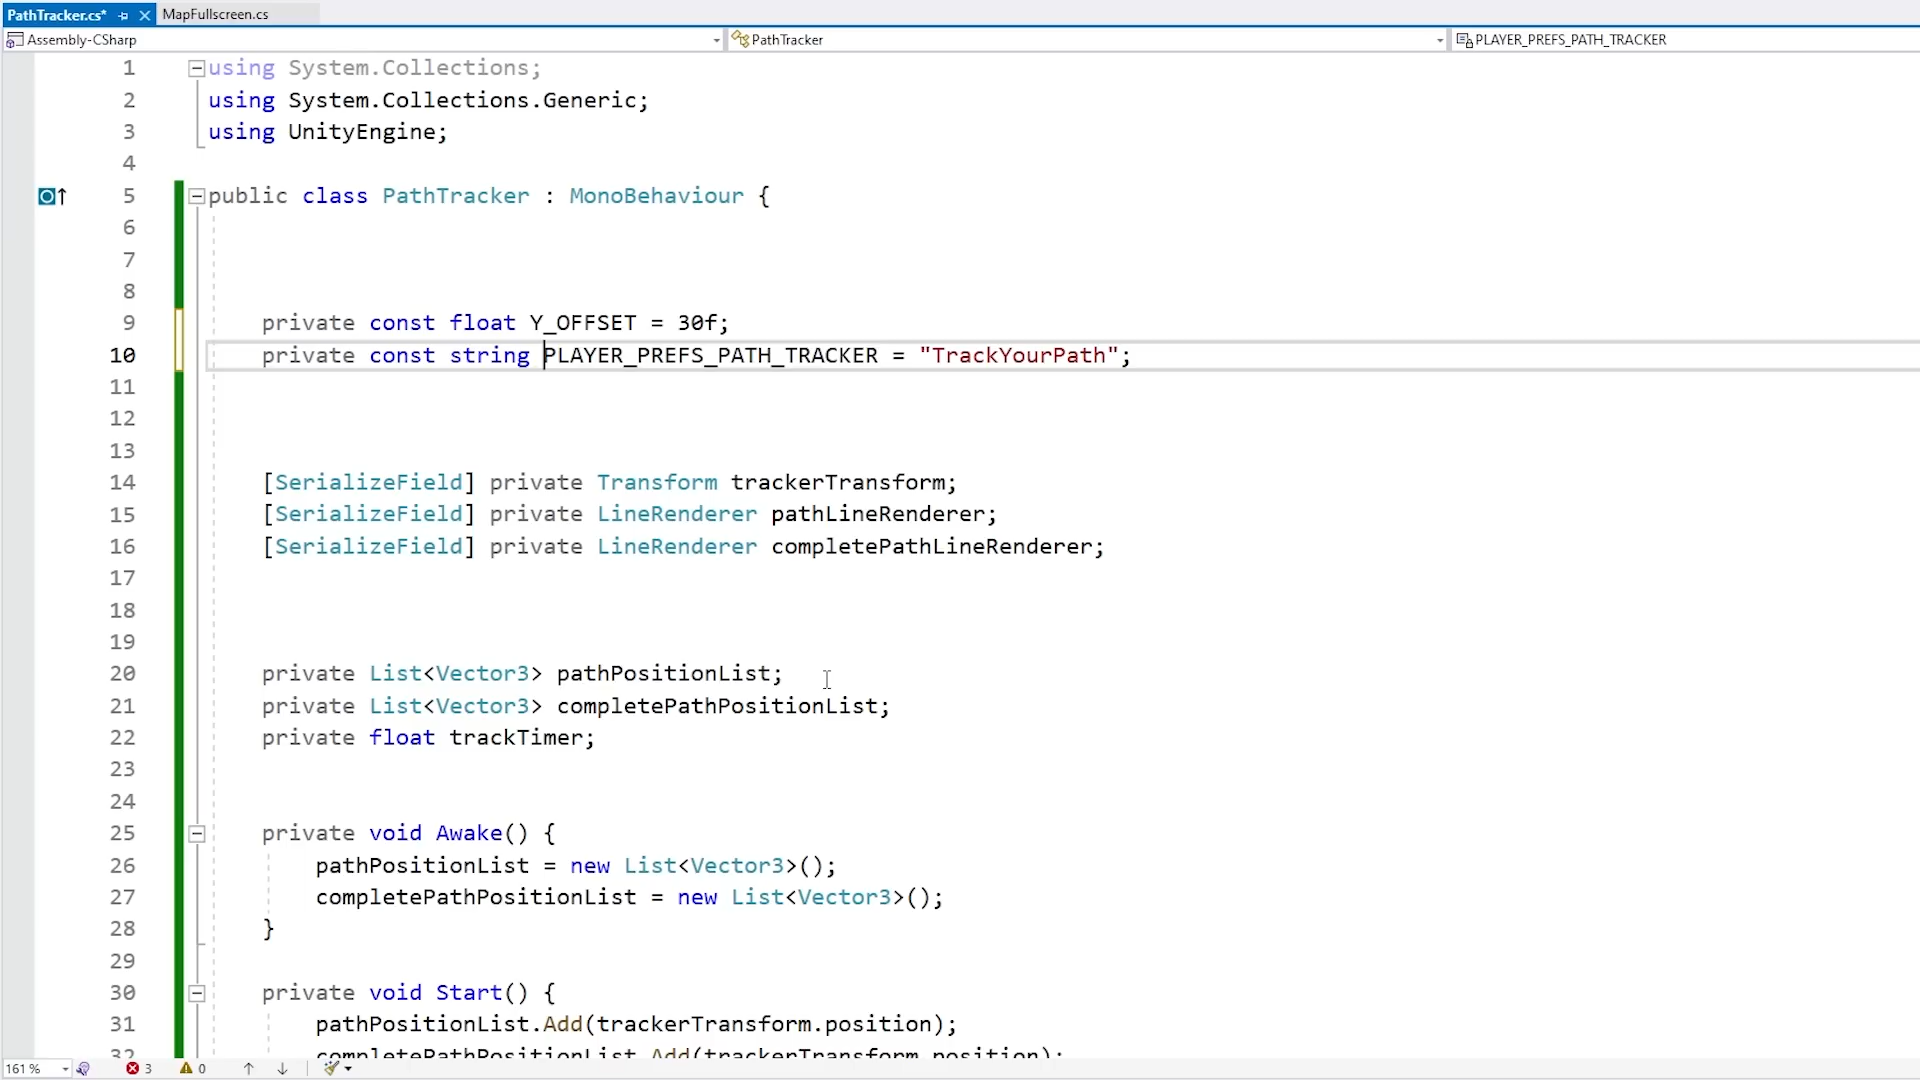 PathTracker.cs* MapFullscreen.cs
Assembly-CSharp PathTracker PLAYER_PREFS_PATH_TRACKER
1 using System.Collections;
2 using System.Collections.Generic;
3 using UnityEngine;
4
5 public class PathTracker : MonoBehaviour {
6
7
8
9 private const float Y_OFFSET = 30f;
10 private const string PLAYER_PREFS_PATH_TRACKER = "TrackYourPath";
11
12
13
14 [SerializeField] private Transform trackerTransform;
15 [SerializeField] private LineRenderer pathLineRenderer;
16 [SerializeField] private LineRenderer completePathLineRenderer;
17
18
19
20 private List<Vector3> pathPositionList;
21 private List<Vector3> completePathPositionList;
22 private float trackTimer;
23
24
25 private void Awake() {
26 pathPositionList = new List<Vector3>();
27 completePathPositionList = new List<Vector3>();
28 }
29
30 private void Start() {
31 pathPositionList.Add(trackerTransform.position);
32 completePathPositionList.Add(trackerTransform.position);
161 % 3 0